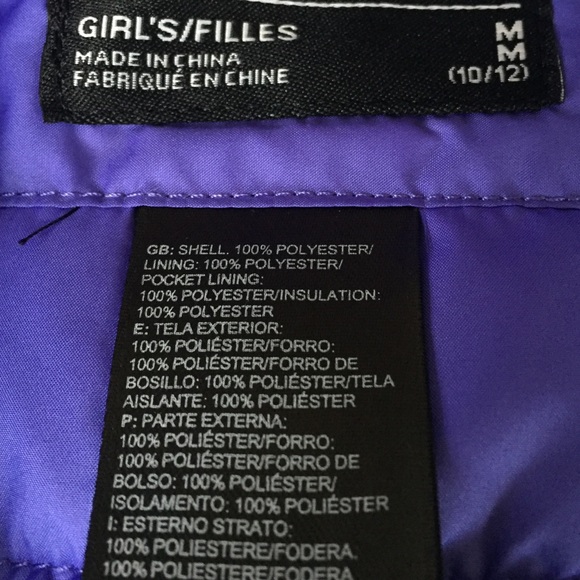 GIRL'S/FILLES M
MADE IN CHINA M
FABRIQUÉ EN CHINE (10/12)
GB: SHELL. 100% POLYESTER/
LINING: 100% POLYESTER/
POCKET LINING:
100% POLYESTER/INSULATION:
100% POLYESTER
E: TELA EXTERIOR:
100% POLIÉSTER/FORRO:
100% POLIÉSTER/FORRO DE
BOSILLO: 100% POLIÉSTER/TELA
AISLANTE: 100% POLIÉSTER
P: PARTE EXTERNA:
100% POLIÉSTER/FORRO:
100% POLIÉSTER/FORRO DE
BOLSO: 100% POLIÉSTER/
ISOLAMENTO: 100% POLIÉSTER
I: ESTERNO STRATO:
100% POLIESTERE/FODERA.
100% POLIESTERE/FODERA